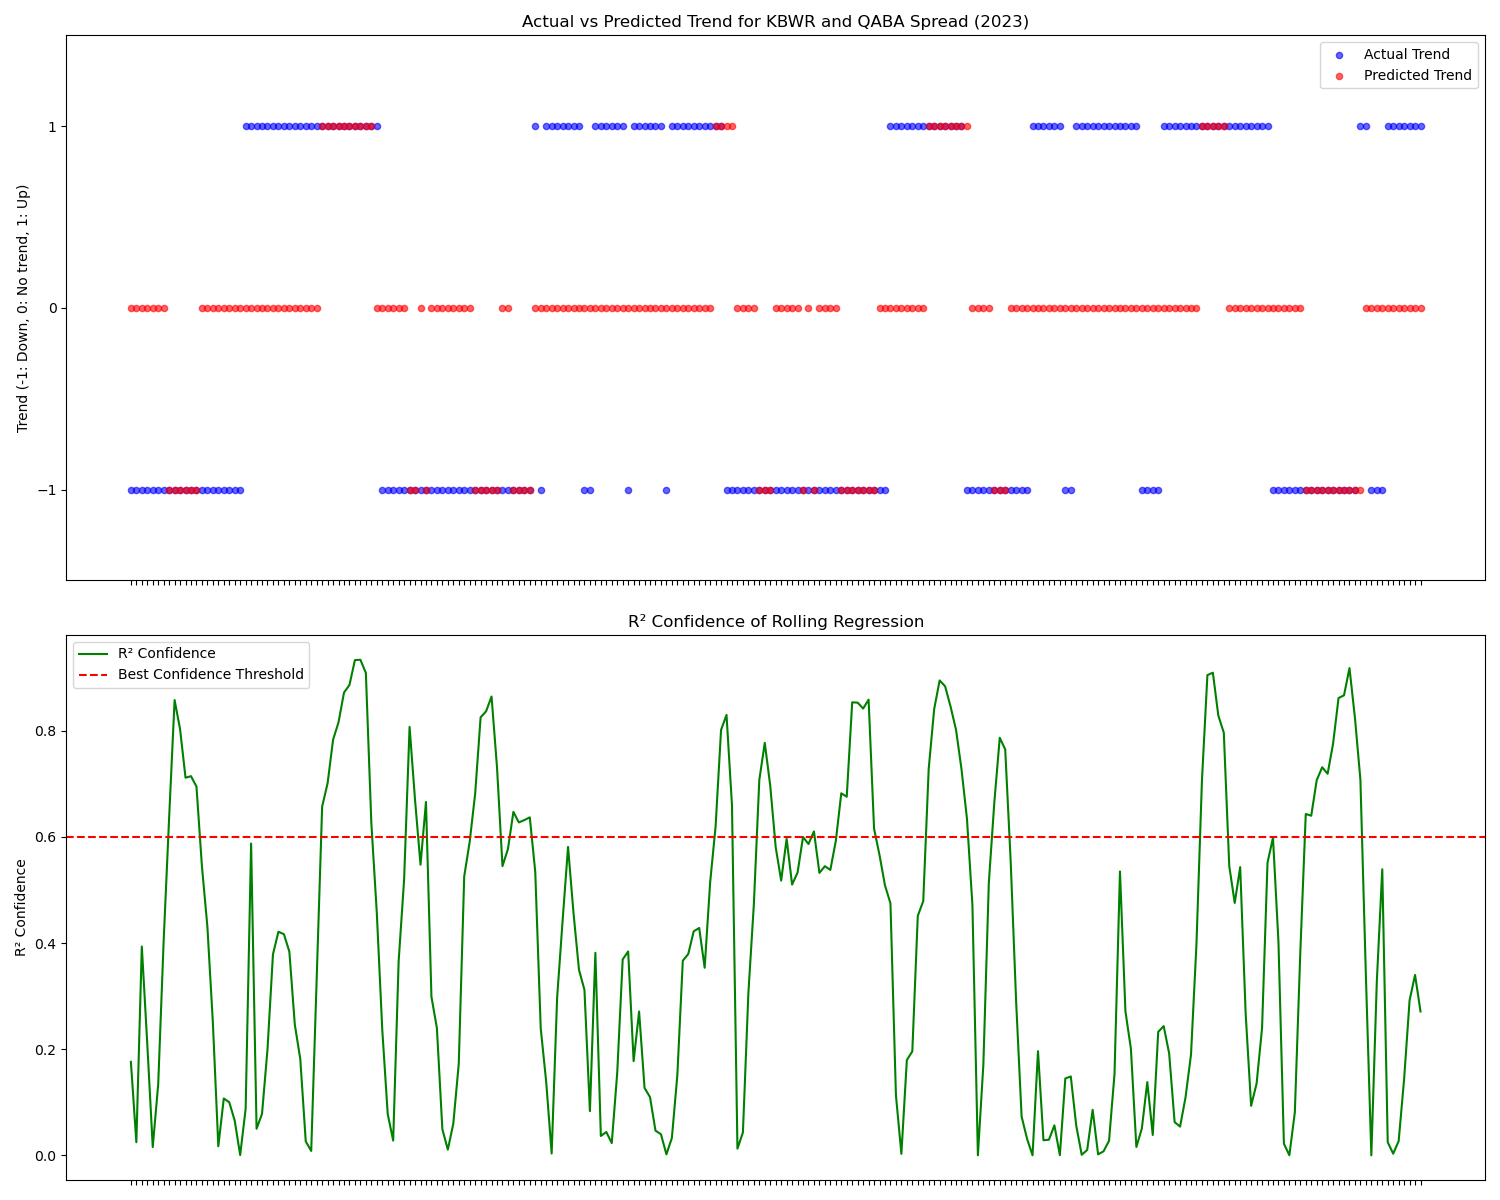 Actual vs Predicted Trend for KBWR and QABA Spread (2023)
Actual Trend
Predicted Trend
Trend (-1: Down, 0: No trend, 1: Up)
1
0
−1
R² Confidence of Rolling Regression
R² Confidence
Best Confidence Threshold
R² Confidence
0.8
0.6
0.4
0.2
0.0